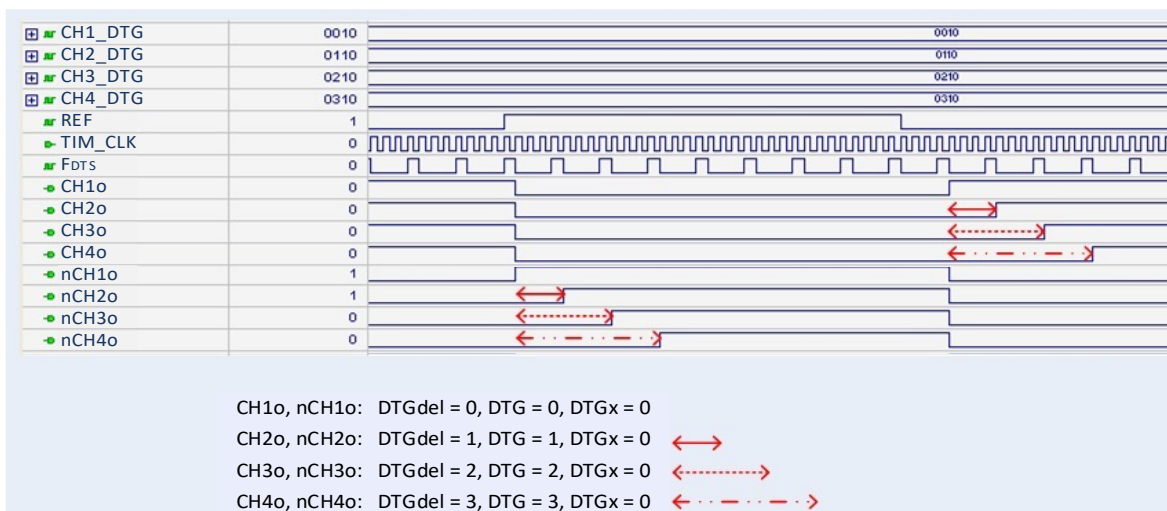 CH1_DTG 0010 0010
CH2_DTG 0110 0110
CH3_DTG 0210 0210
CH4_DTG 0310 0310
REF 1
TIM_CLK 0
FDTS 0
CH1o 0
CH2o 0
CH3o 0
CH4o 0
nCH1o 1
nCH2o 1
nCH3o 0
nCH4o 0
CH1o, nCH1o: DTGdel = 0, DTG = 0, DTGx = 0
CH2o, nCH2o: DTGdel = 1, DTG = 1, DTGx = 0
CH3o, nCH3o: DTGdel = 2, DTG = 2, DTGx = 0
CH4o, nCH4o: DTGdel = 3, DTG = 3, DTGx = 0